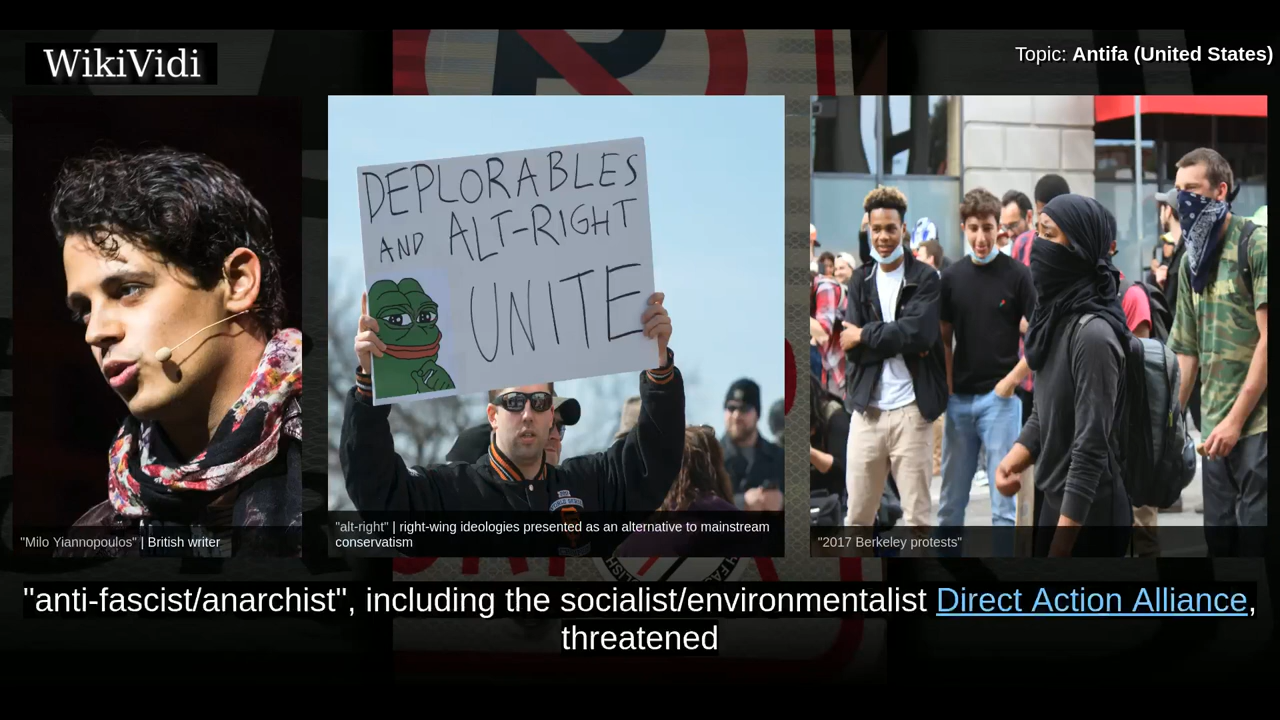 WikiVidi
Topic: Antifa (United States)
DEPLORABLES
AND ALT-RIGHT
UNITE
"Milo Yiannopoulos" | British writer
"alt-right" | right-wing ideologies presented as an alternative to mainstream
conservatism
"2017 Berkeley protests"
"anti-fascist/anarchist", including the socialist/environmentalist Direct Action Alliance,
threatened